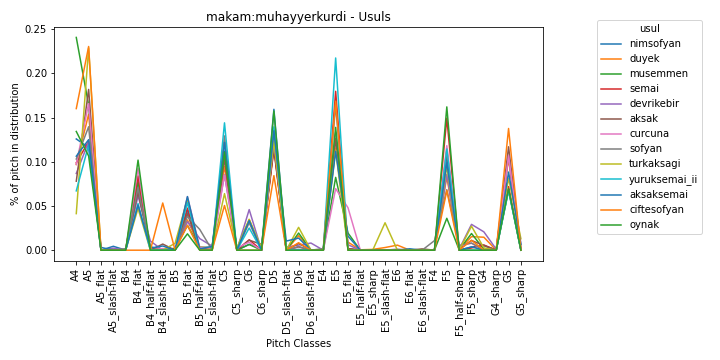 makam:muhayyerkurdi - Usuls
% of pitch in distribution
0.25
0.20
0.15
0.10
0.05
0.00
A4
A5
A5_flat
A5_slash-flat
B4
B4_flat
B4_half-flat
B4_slash-flat
B5
B5_flat
B5_half-flat
B5_slash-flat
C5
C5_sharp
C6
C6_sharp
D5
D5_slash-flat
D6
D6_slash-flat
E4
E5
E5_flat
E5_half-flat
E5_sharp
E5_slash-flat
E6
E6_flat
E6_slash-flat
F4
F5
F5_half-sharp
F5_sharp
G4
G4_sharp
G5
G5_sharp
Pitch Classes
usul
nimsofyan
duyek
musemmen
semai
devrikebir
aksak
curcuna
sofyan
turkaksagi
yuruksemai_ii
aksaksemai
ciftesofyan
oynak